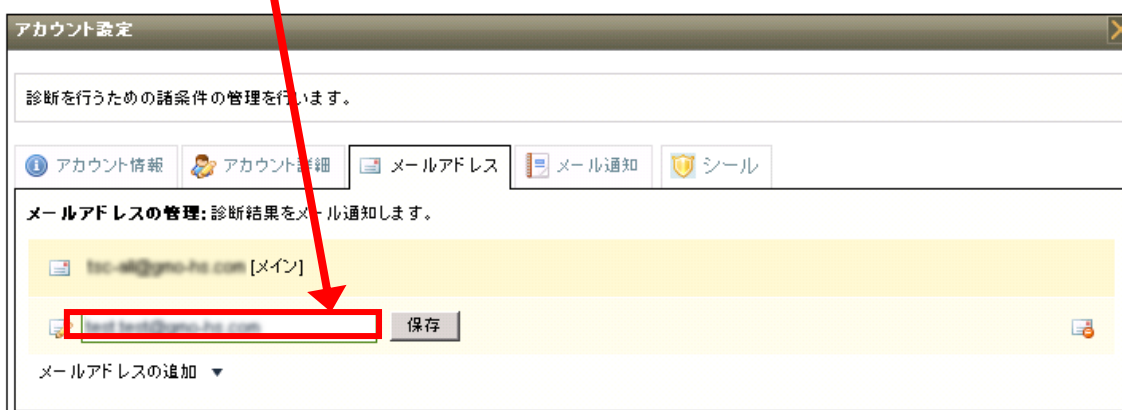 アカウント設定
診断を行うための諸条件の管理を行います。
アカウント情報 アカウント詳細 メールアドレス メール通知 シール
メールアドレスの管理: 診断結果をメール通知します。
[メイン]
保存
メールアドレスの追加 ▼